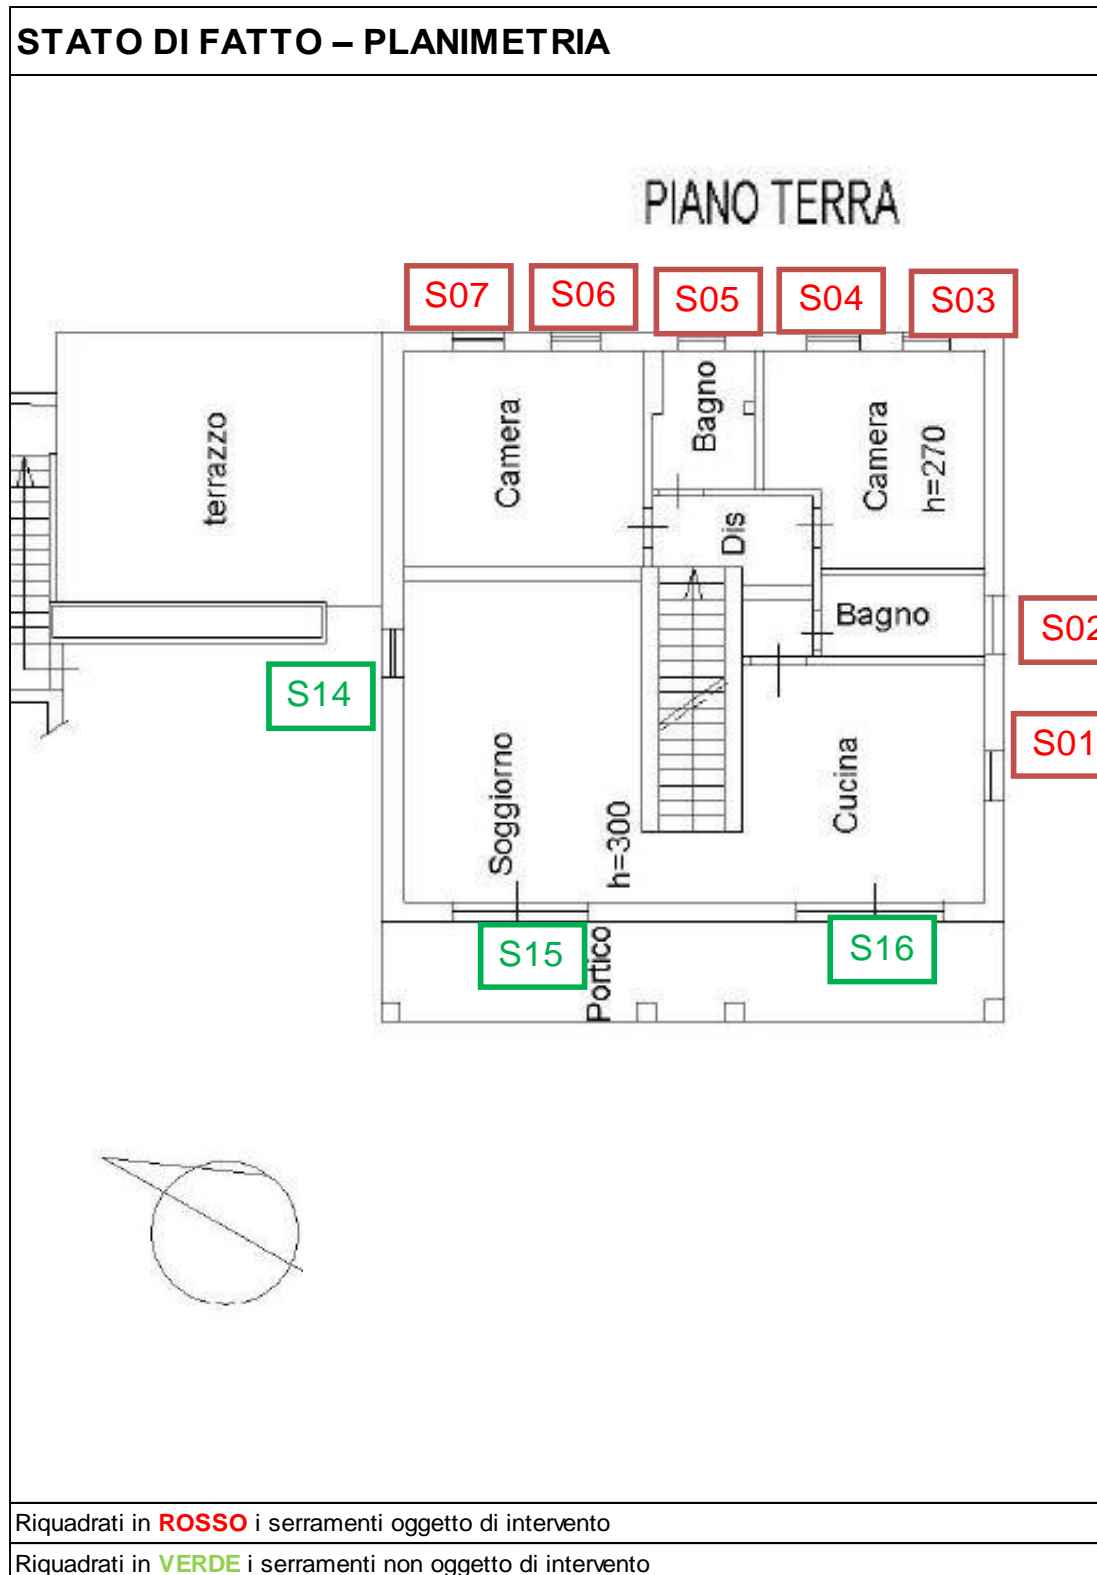 STATO DI FATTO – PLANIMETRIA
PIANO TERRA
S07
S06
S05
S04
S03
terrazzo
Camera
Bagno
Camera
h=270
Dis
Bagno
S02
S14
S01
Soggiorno
h=300
Cucina
S15
Portico
S16
Riquadrati in ROSSO i serramenti oggetto di intervento
Riquadrati in VERDE i serramenti non oggetto di intervento